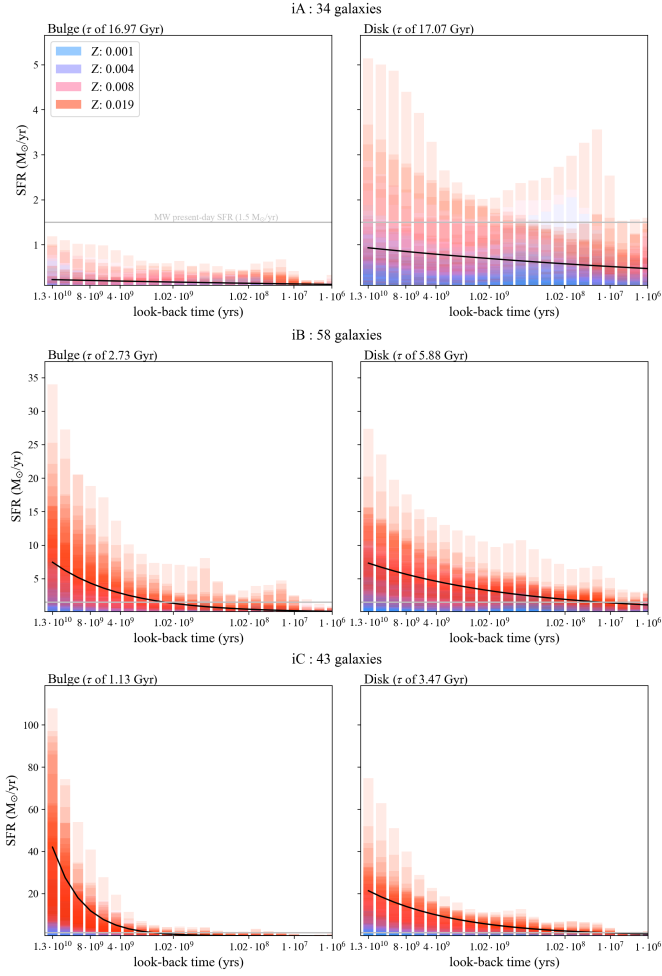 iA : 34 galaxies
Bulge (τ of 16.97 Gyr)
Disk (τ of 17.07 Gyr)
Z: 0.001
Z: 0.004
Z: 0.008
Z: 0.019
MW present-day SFR (1.5 M⊙/yr)
SFR (M⊙/yr)
5
4
3
2
1
1.3 · 10¹⁰ 8 · 10⁹ 4 · 10⁹ 1.02 · 10⁹ 1.02 · 10⁸ 1 · 10⁷ 1 · 10⁶
1.3 · 10¹⁰ 8 · 10⁹ 4 · 10⁹ 1.02 · 10⁹ 1.02 · 10⁸ 1 · 10⁷ 1 · 10⁶
look-back time (yrs)
look-back time (yrs)
iB : 58 galaxies
Bulge (τ of 2.73 Gyr)
Disk (τ of 5.88 Gyr)
SFR (M⊙/yr)
35
30
25
20
15
10
5
1.3 · 10¹⁰ 8 · 10⁹ 4 · 10⁹ 1.02 · 10⁹ 1.02 · 10⁸ 1 · 10⁷ 1 · 10⁶
1.3 · 10¹⁰ 8 · 10⁹ 4 · 10⁹ 1.02 · 10⁹ 1.02 · 10⁸ 1 · 10⁷ 1 · 10⁶
look-back time (yrs)
look-back time (yrs)
iC : 43 galaxies
Bulge (τ of 1.13 Gyr)
Disk (τ of 3.47 Gyr)
SFR (M⊙/yr)
100
80
60
40
20
1.3 · 10¹⁰ 8 · 10⁹ 4 · 10⁹ 1.02 · 10⁹ 1.02 · 10⁸ 1 · 10⁷ 1 · 10⁶
1.3 · 10¹⁰ 8 · 10⁹ 4 · 10⁹ 1.02 · 10⁹ 1.02 · 10⁸ 1 · 10⁷ 1 · 10⁶
look-back time (yrs)
look-back time (yrs)